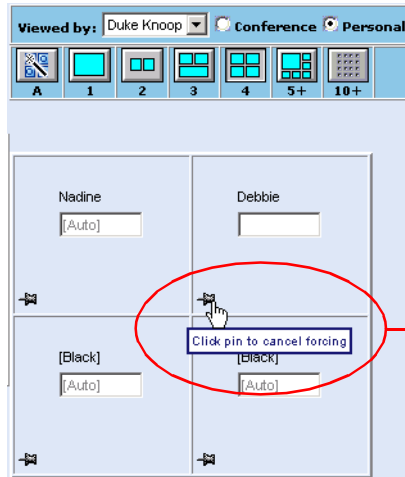 Viewed by: Duke Knoop Conference Personal
A 1 2 3 4 5+ 10+
Nadine Debbie
[Auto]
Click pin to cancel forcing
[Black] [Black]
[Auto] [Auto]